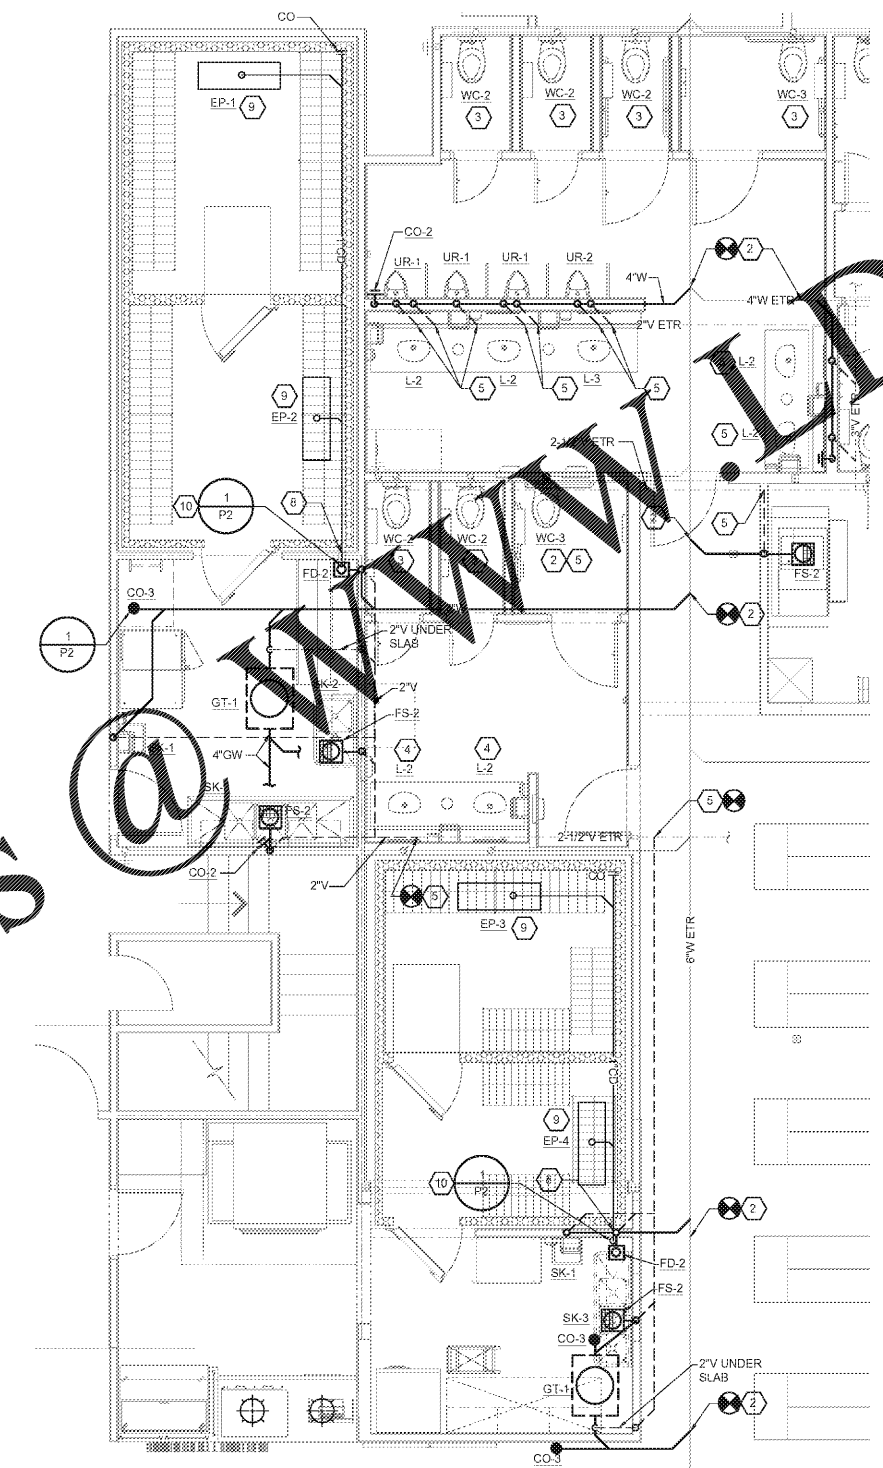 CO
EP-1 9
WC-2
3
WC-2
3
WC-2
3
WC-3
3
1"CD
CO-2
UR-1 UR-1 UR-1 UR-2
4"W
2
4"W ETR
2"V ETR
3"V ETR
L-2 5 L-2 5 L-3 5
L-2
5 L-2
9
EP-2
10 1
P2
8
5
WC-2
3
WC-2
WC-3
2 5
FS-2
FD-2
CO-3
2
1
P2
2"V UNDER
SLAB
SK-2
GT-1
2"V
FS-2
4"GW
4
L-2
4
L-2
5
2-1/2"V ETR
CO-2
2"V
5
CO
EP-3 9
6"W ETR
1"CD
9
EP-4
10 1
P2
8
2
SK-1
FD-2
FS-2
SK-3
CO-3
GT-1
2"V UNDER
SLAB
2
CO-3
S @ WWW